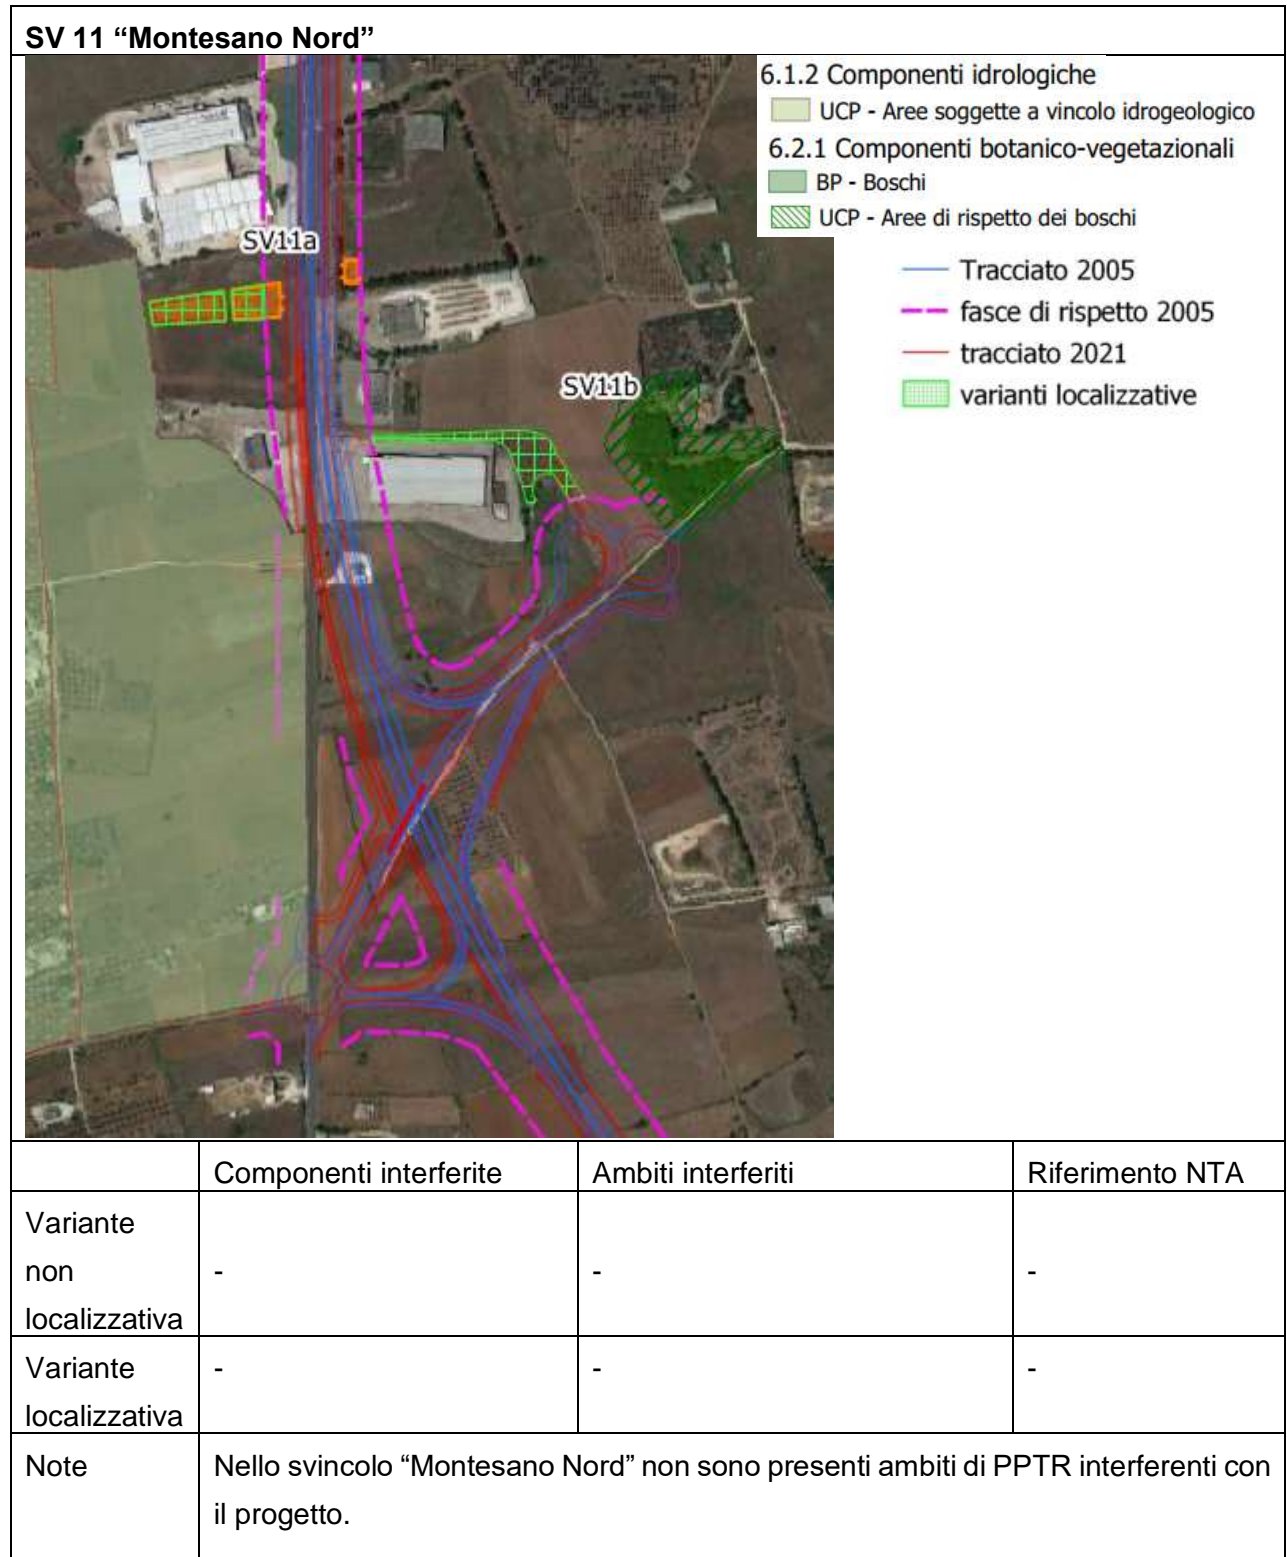 SV 11 “Montesano Nord”
6.1.2 Componenti idrologiche
UCP - Aree soggette a vincolo idrogeologico
6.2.1 Componenti botanico-vegetazionali
BP - Boschi
UCP - Aree di rispetto dei boschi
SV11a
Tracciato 2005
fasce di rispetto 2005
tracciato 2021
SV11b
varianti localizzative
Componenti interferite
Ambiti interferiti
Riferimento NTA
Variante
non
localizzativa
-
-
-
Variante
localizzativa
-
-
-
Note
Nello svincolo “Montesano Nord” non sono presenti ambiti di PPTR interferenti con
il progetto.